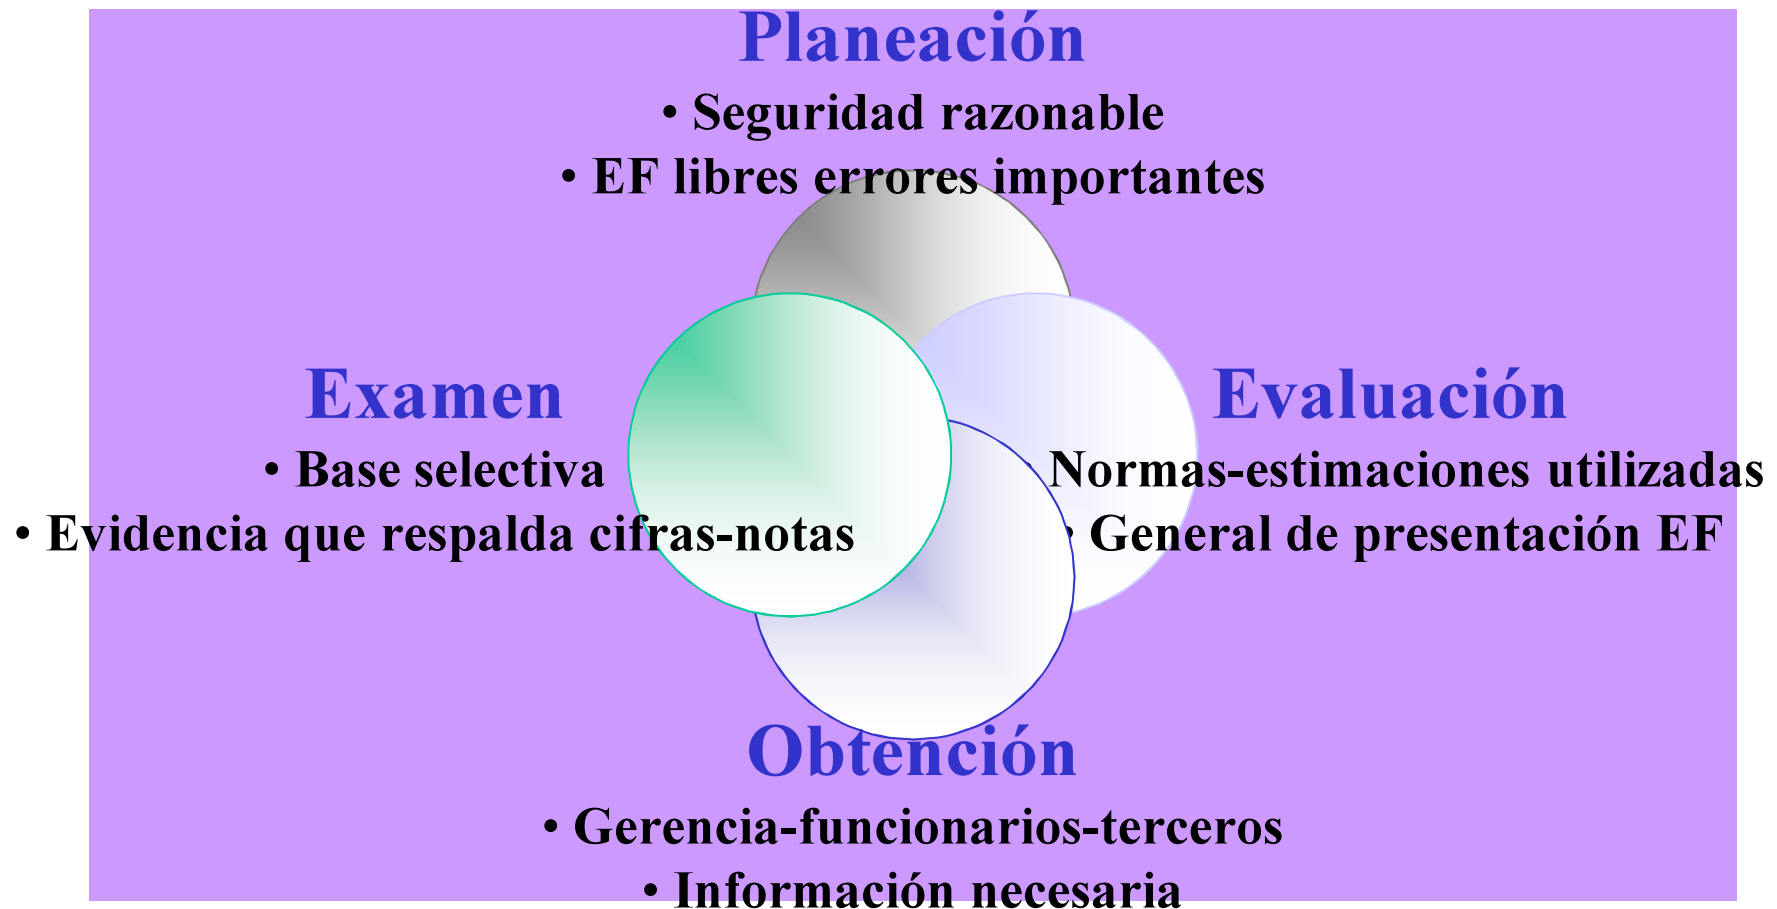 Planeación
• Seguridad razonable
• EF libres errores importantes
Examen
• Base selectiva
• Evidencia que respalda cifras-notas
Evaluación
• Normas-estimaciones utilizadas
• General de presentación EF
Obtención
• Gerencia-funcionarios-terceros
• Información necesaria